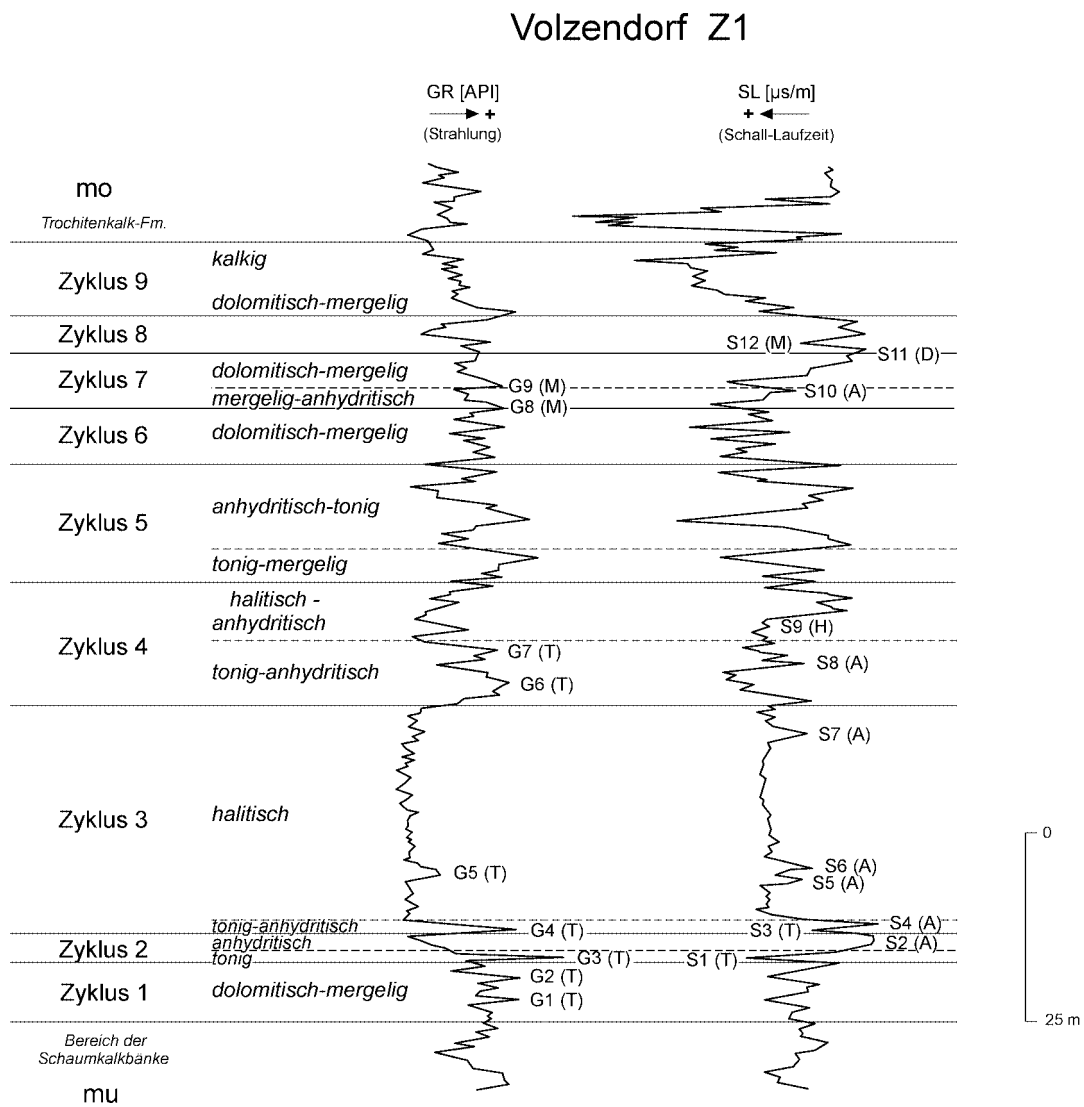 Volzendorf Z1
GR [API]
+
(Strahlung)
SL [µs/m]
+
(Schall-Laufzeit)
mo
Trochitenkalk-Fm.
Zyklus 9
kalkig
dolomitisch-mergelig
Zyklus 8
S12 (M)
S11 (D)
Zyklus 7
dolomitisch-mergelig
G9 (M)
S10 (A)
mergelig-anhydritisch
G8 (M)
Zyklus 6
dolomitisch-mergelig
Zyklus 5
anhydritisch-tonig
tonig-mergelig
Zyklus 4
halitisch -
anhydritisch
S9 (H)
G7 (T)
S8 (A)
tonig-anhydritisch
G6 (T)
S7 (A)
Zyklus 3
halitisch
0
G5 (T)
S6 (A)
S5 (A)
tonig-anhydritisch
G4 (T)
S3 (T)
S4 (A)
Zyklus 2
anhydritisch
S2 (A)
tonig
G3 (T)
S1 (T)
G2 (T)
Zyklus 1
dolomitisch-mergelig
G1 (T)
25 m
Bereich der
Schaumkalkbänke
mu